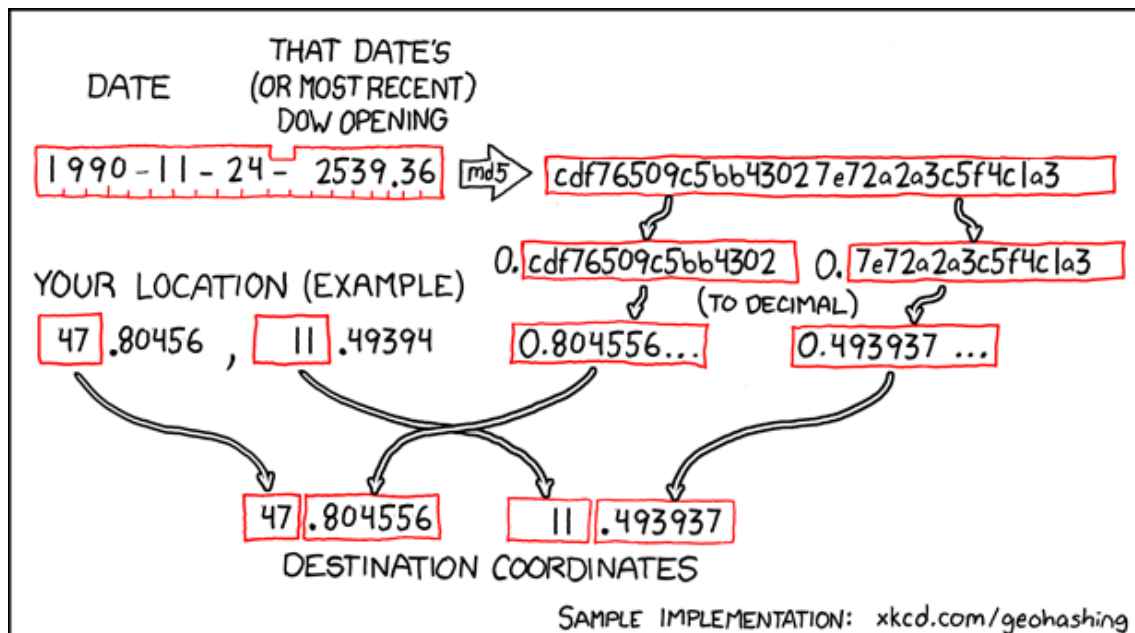 DATE
THAT DATE'S
(OR MOST RECENT)
DOW OPENING
1990-11-24- 2539.36
md5
cdf76509c5bb43027e72a2a3c5f4c1a3
0.cdf76509c5bb4302
0.7e72a2a3c5f4c1a3
YOUR LOCATION (EXAMPLE)
(TO DECIMAL)
47.80456, 11.49394
0.804556...
0.493937...
47.804556
11.493937
DESTINATION COORDINATES
SAMPLE IMPLEMENTATION: xkcd.com/geohashing